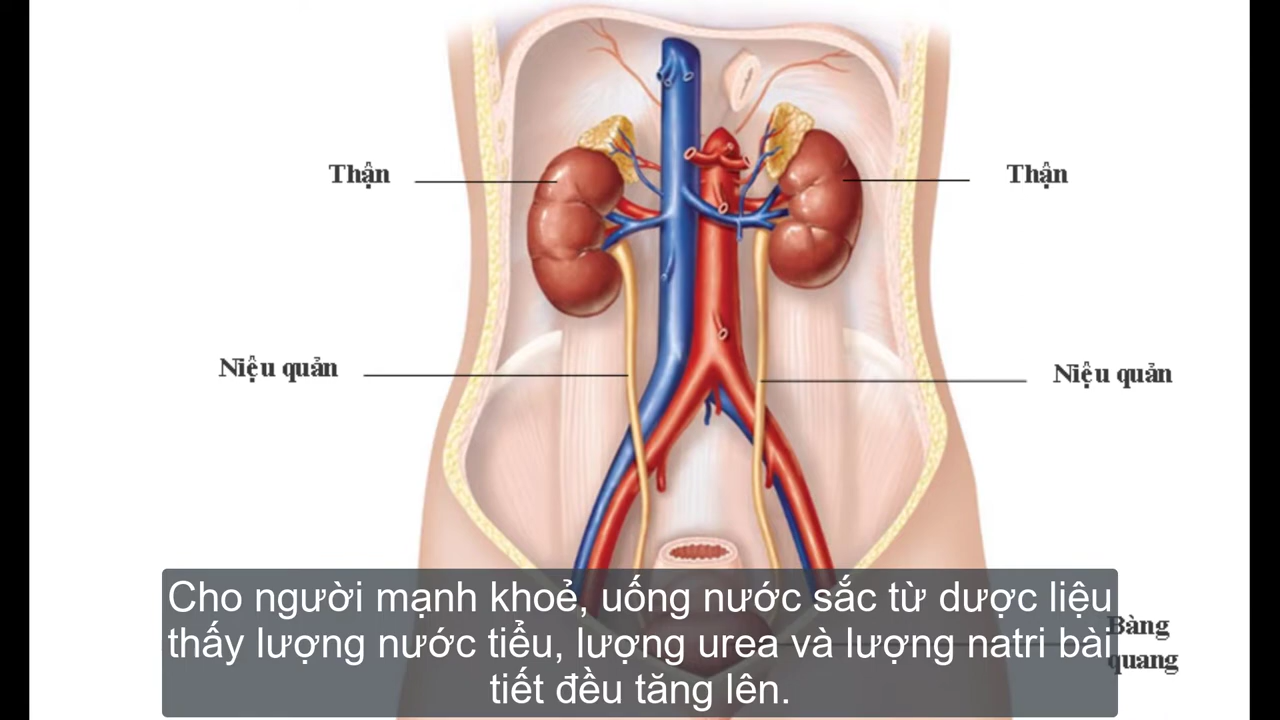 Thận
Thận
Niệu quản
Niệu quản
Bàng
quang
Cho người mạnh khoẻ, uống nước sắc từ dược liệu
thấy lượng nước tiểu, lượng urea và lượng natri bài
tiết đều tăng lên.